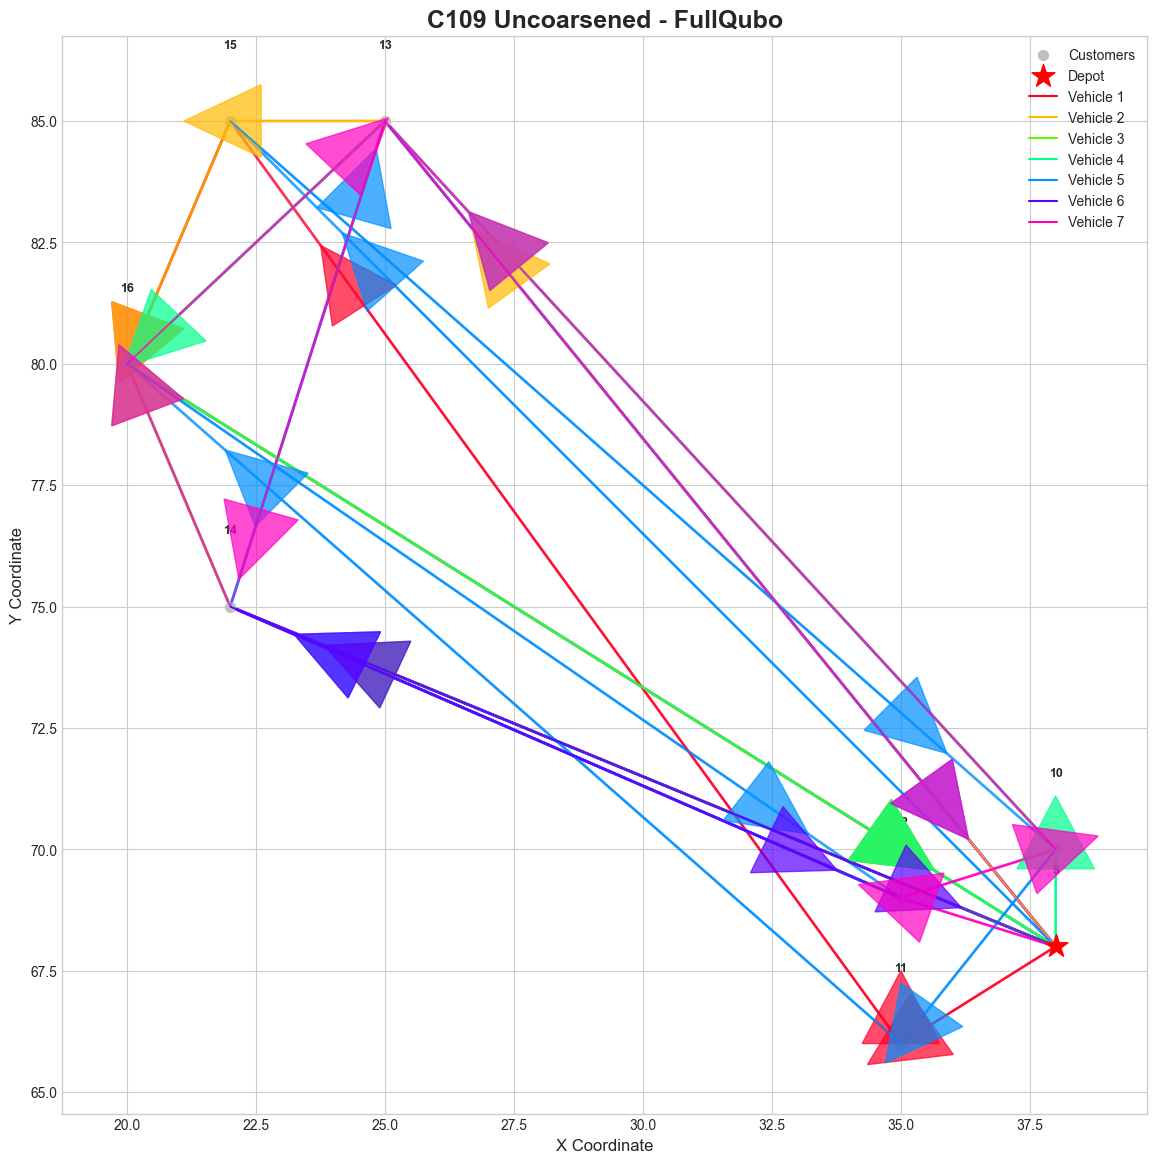 C109 Uncoarsened - FullQubo
15
13
Customers
Depot
Vehicle 1
Vehicle 2
Vehicle 3
Vehicle 4
Vehicle 5
Vehicle 6
Vehicle 7
85.0
82.5
16
80.0
77.5
14
75.0
72.5
10
70.0
67.5
11
65.0
20.0
22.5
25.0
27.5
30.0
32.5
35.0
37.5
X Coordinate
Y Coordinate